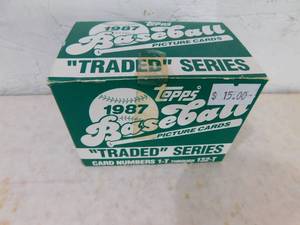 topps®
1987
Baseball
PICTURE CARDS
"TRADED" SERIES
topps®
1987
Baseball
PICTURE CARDS
$ 15.00
"TRADED" SERIES
CARD NUMBERS 1-T THROUGH 132-T